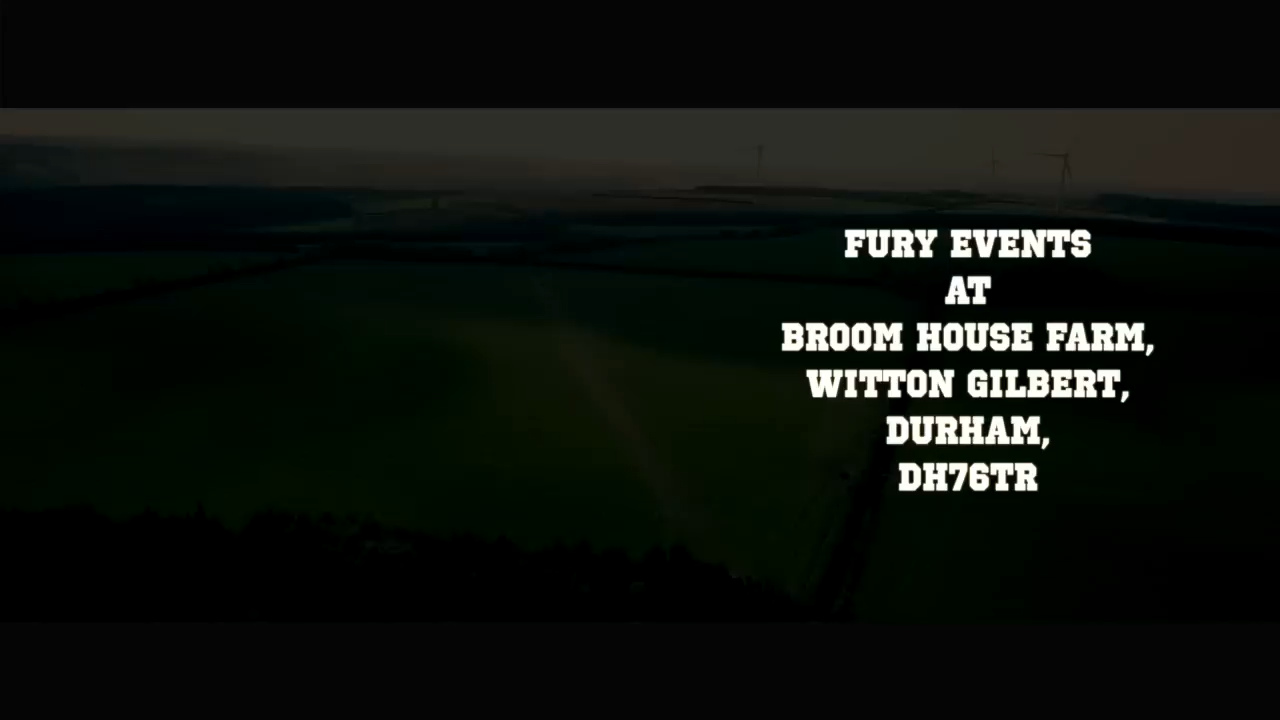 FURY EVENTS
AT
BROOM HOUSE FARM,
WITTON GILBERT,
DURHAM,
DH76TR